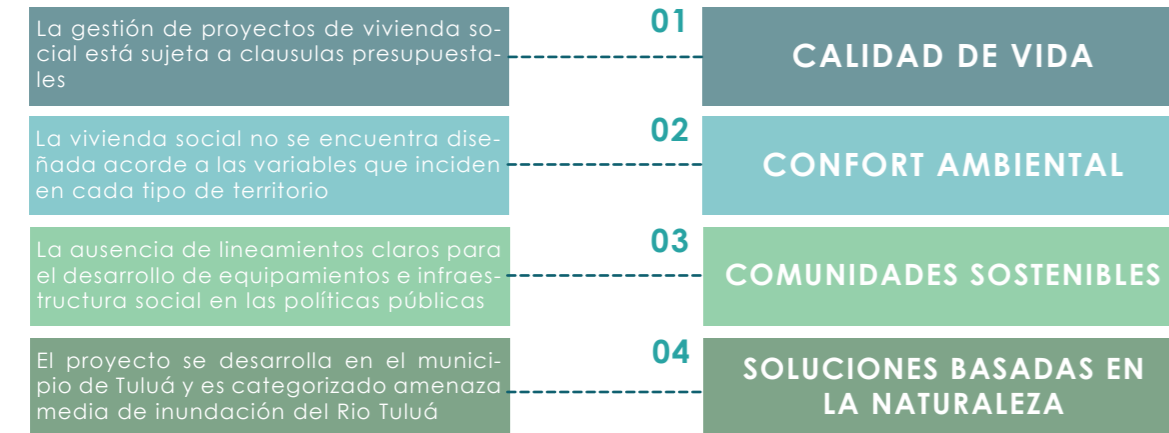 La gestión de proyectos de vivienda so-
cial está sujeta a clausulas presupuesta-
les
01
CALIDAD DE VIDA
La vivienda social no se encuentra dise-
ñada acorde a las variables que inciden
en cada tipo de territorio
02
CONFORT AMBIENTAL
La ausencia de lineamientos claros para
el desarrollo de equipamientos e infraes-
tructura social en las políticas públicas
03
COMUNIDADES SOSTENIBLES
El proyecto se desarrolla en el munici-
pio de Tuluá y es categorizado amenaza
media de inundación del Rio Tuluá
04
SOLUCIONES BASADAS EN
LA NATURALEZA